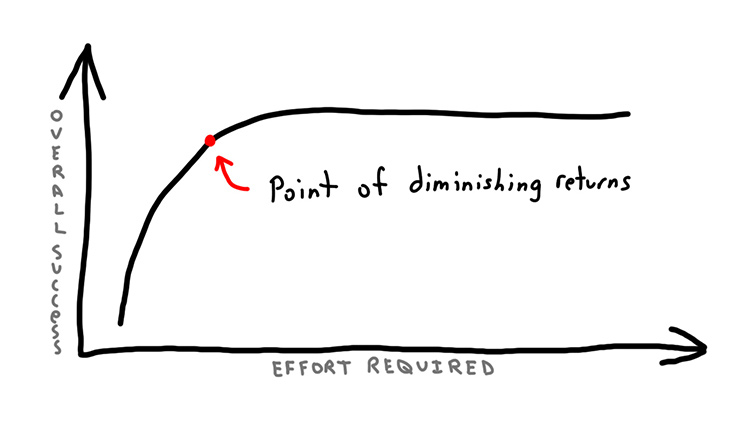 OVERALL SUCCESS
Point of diminishing returns
EFFORT REQUIRED